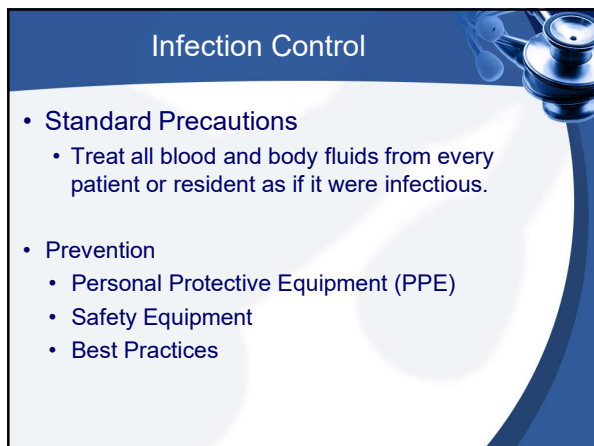 Infection Control
• Standard Precautions
• Treat all blood and body fluids from every
patient or resident as if it were infectious.
• Prevention
• Personal Protective Equipment (PPE)
• Safety Equipment
• Best Practices